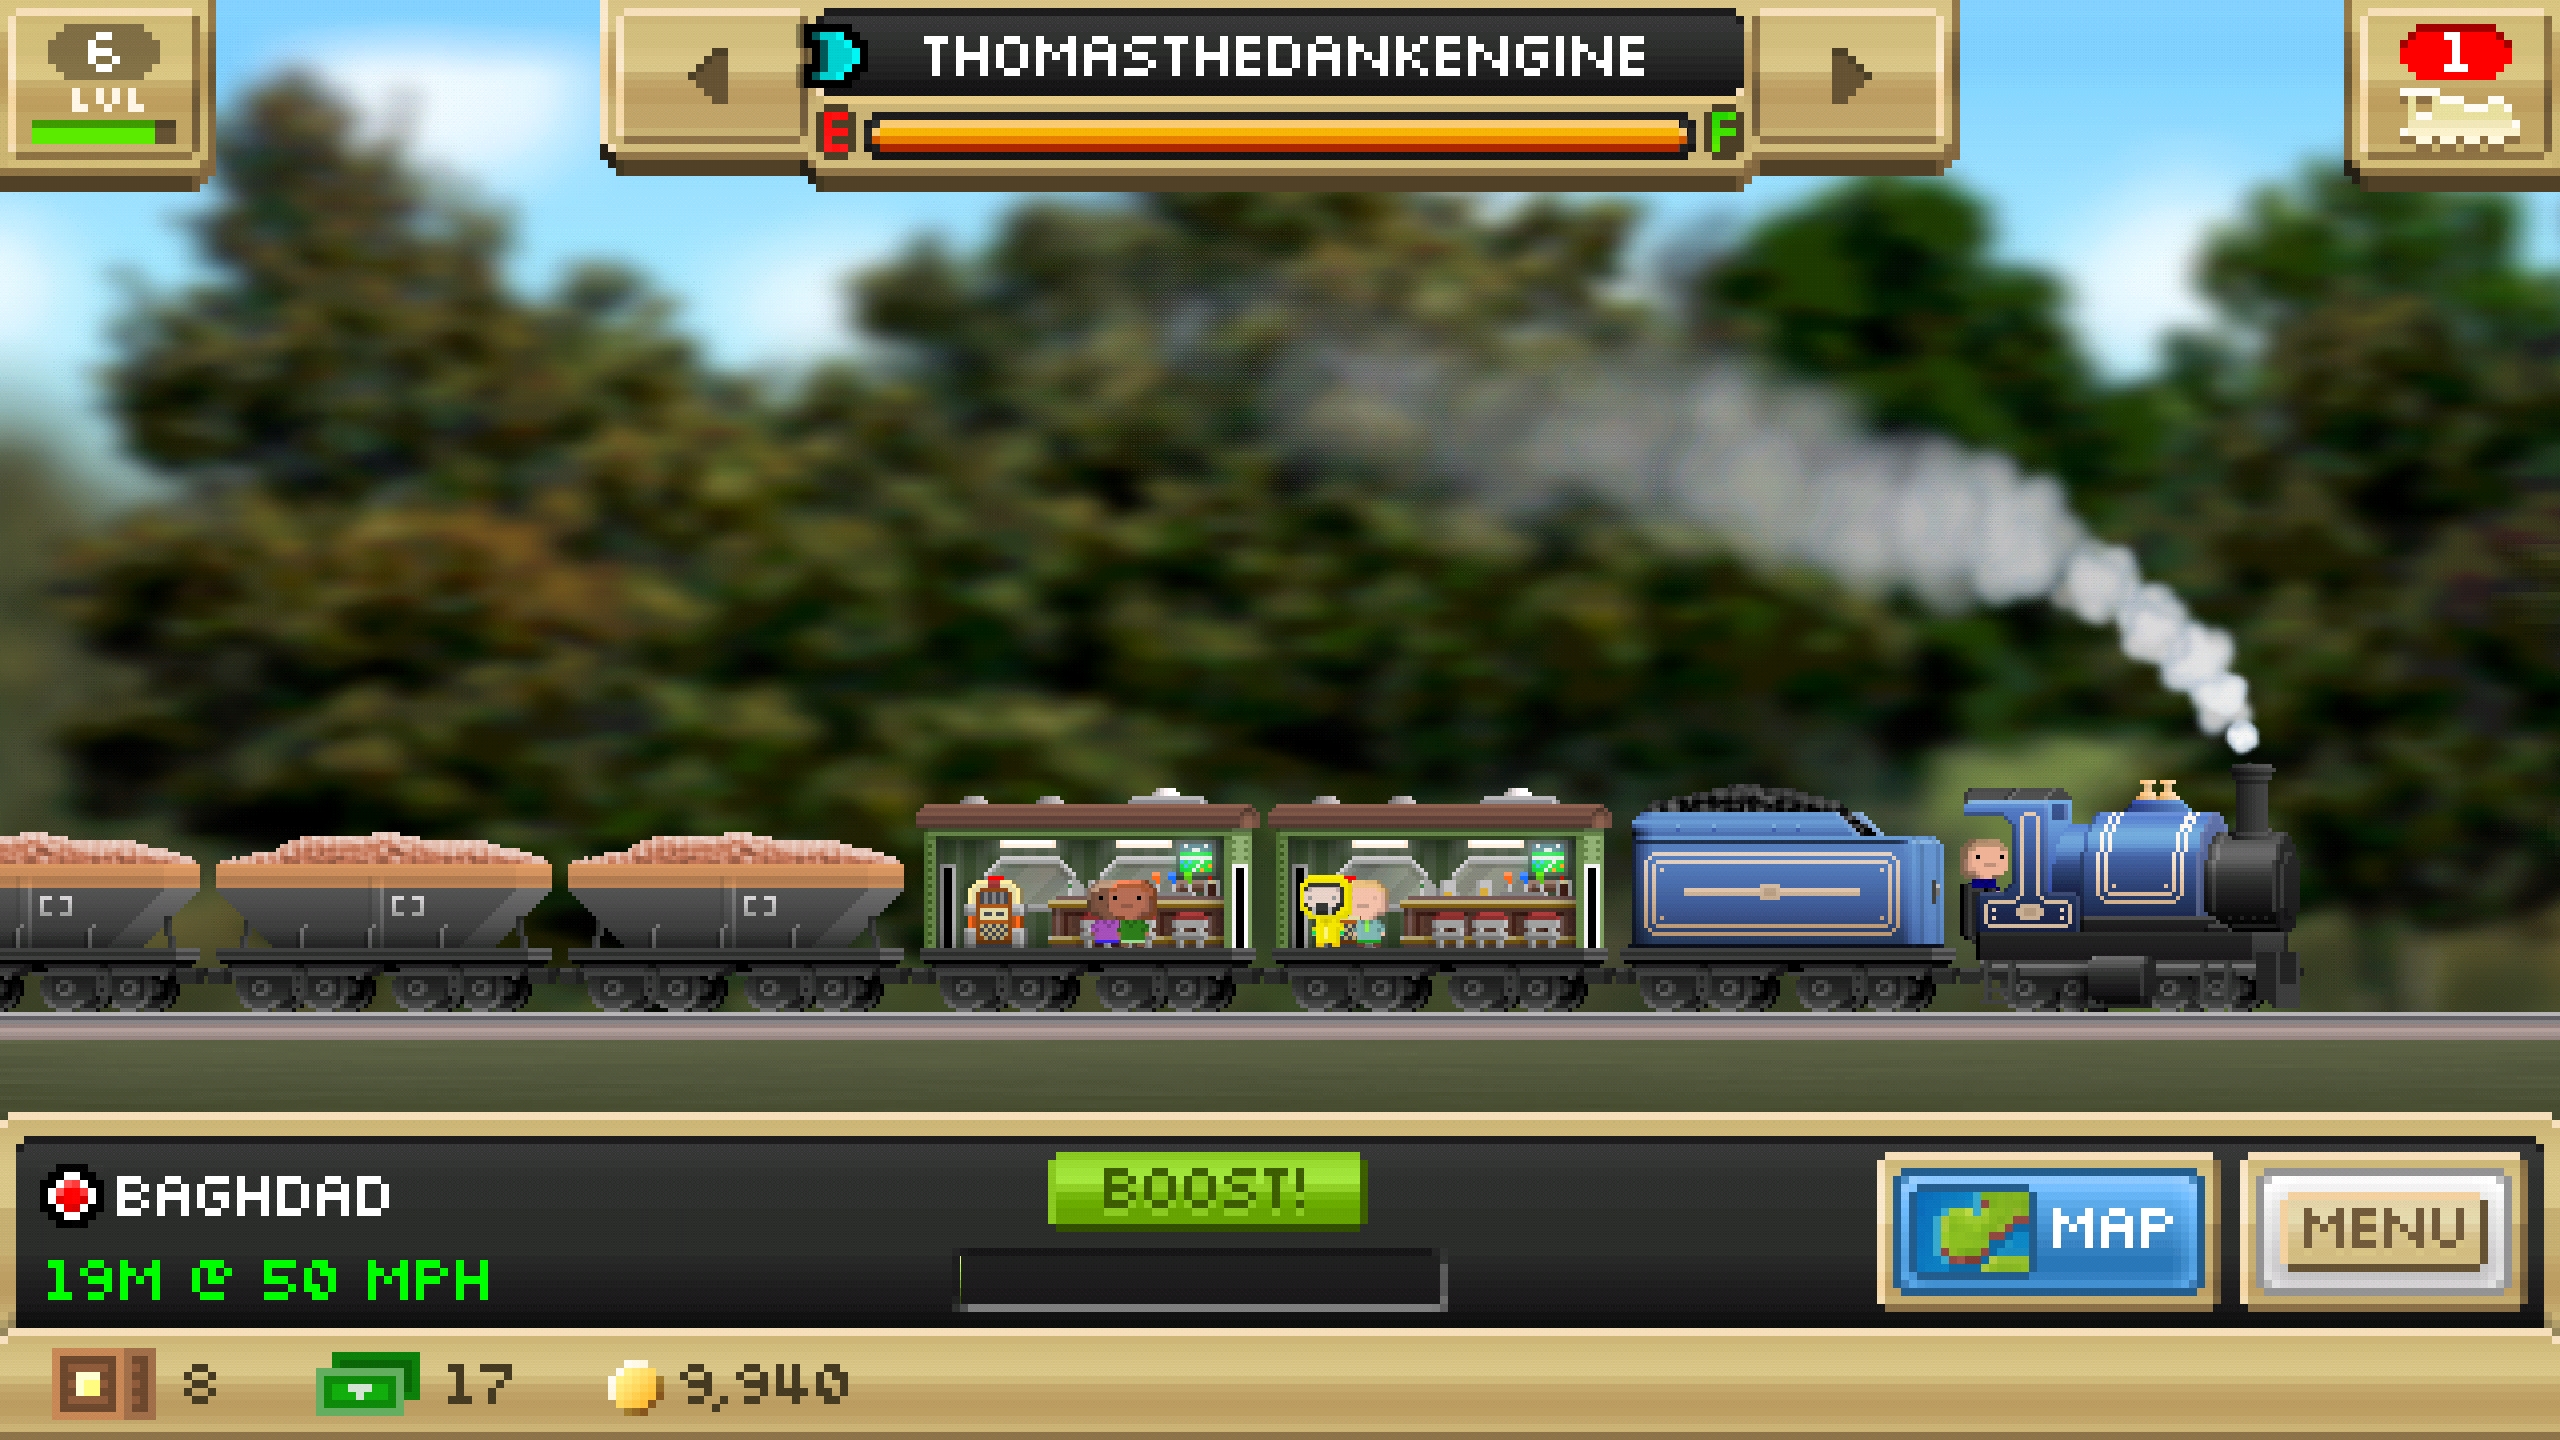 6
LVL
THOMASTHEDANKENGINE
E
F
1
BAGHDAD
19M @ 50 MPH
BOOST!
MAP
MENU
8
17
9,940